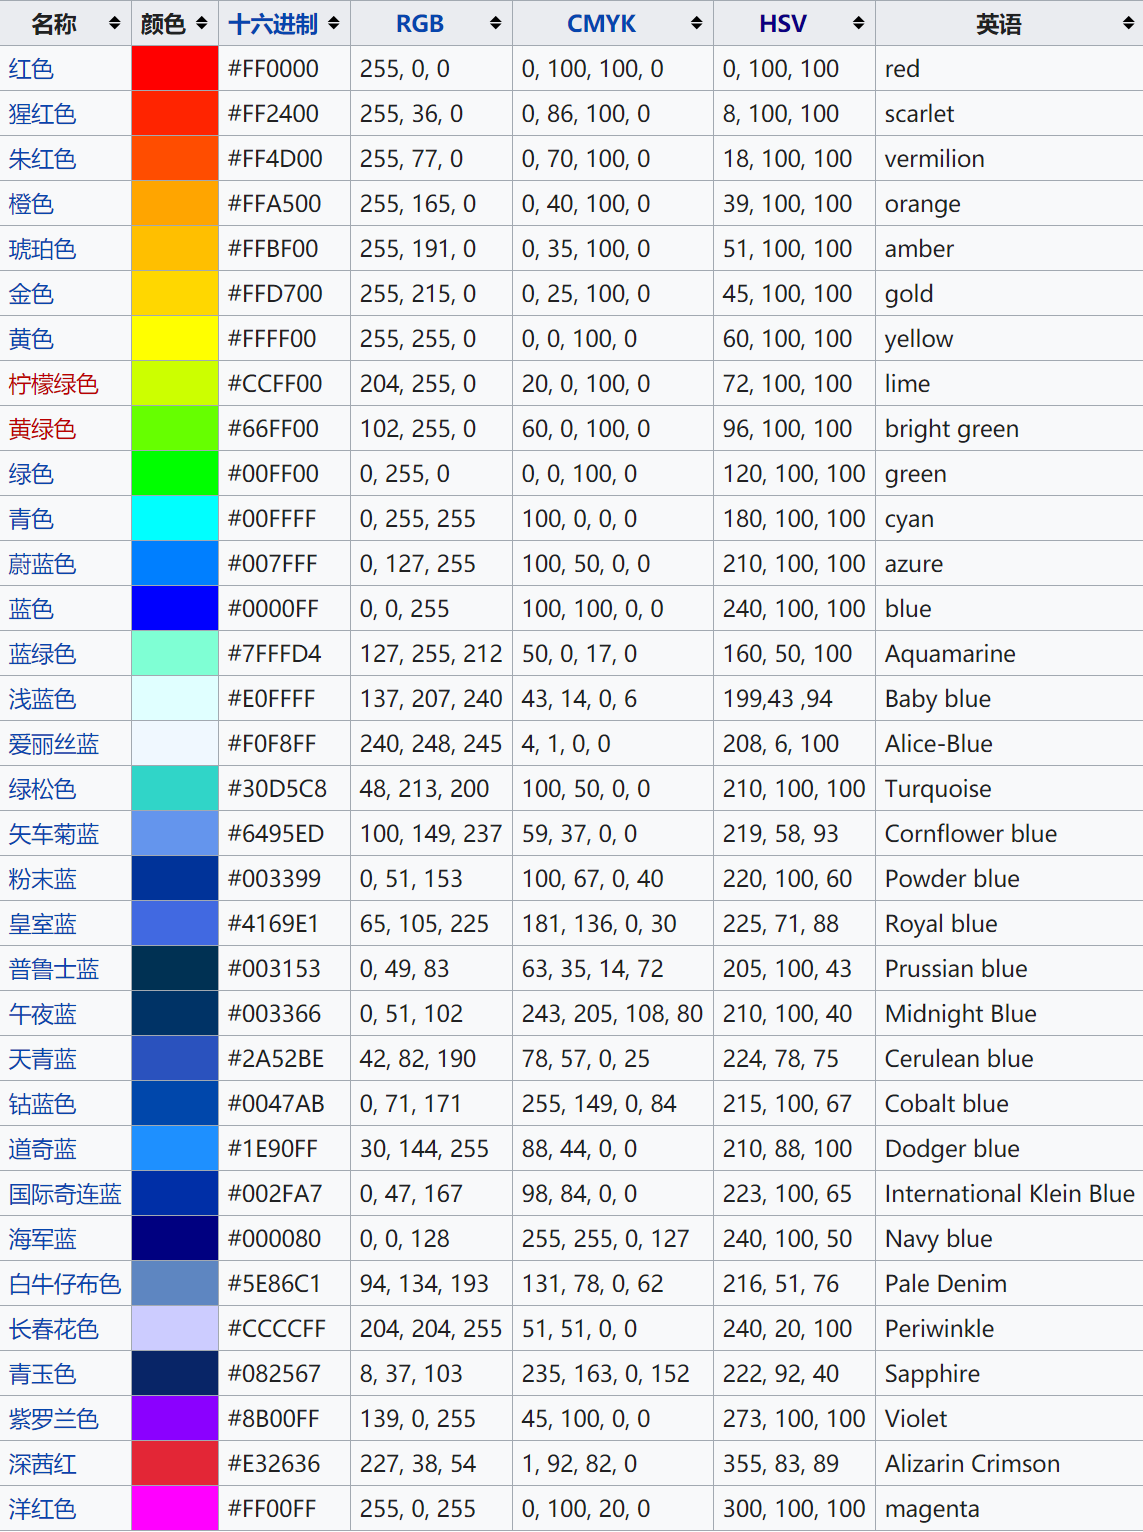 名称 颜色 十六进制 RGB CMYK HSV 英语
红色 #FF0000 255, 0, 0 0, 100, 100, 0 0, 100, 100 red
猩红色 #FF2400 255, 36, 0 0, 86, 100, 0 8, 100, 100 scarlet
朱红色 #FF4D00 255, 77, 0 0, 70, 100, 0 18, 100, 100 vermilion
橙色 #FFA500 255, 165, 0 0, 40, 100, 0 39, 100, 100 orange
琥珀色 #FFBF00 255, 191, 0 0, 35, 100, 0 51, 100, 100 amber
金色 #FFD700 255, 215, 0 0, 25, 100, 0 45, 100, 100 gold
黄色 #FFFF00 255, 255, 0 0, 0, 100, 0 60, 100, 100 yellow
柠檬绿色 #CCFF00 204, 255, 0 20, 0, 100, 0 72, 100, 100 lime
黄绿色 #66FF00 102, 255, 0 60, 0, 100, 0 96, 100, 100 bright green
绿色 #00FF00 0, 255, 0 0, 0, 100, 0 120, 100, 100 green
青色 #00FFFF 0, 255, 255 100, 0, 0, 0 180, 100, 100 cyan
蔚蓝色 #007FFF 0, 127, 255 100, 50, 0, 0 210, 100, 100 azure
蓝色 #0000FF 0, 0, 255 100, 100, 0, 0 240, 100, 100 blue
蓝绿色 #7FFFD4 127, 255, 212 50, 0, 17, 0 160, 50, 100 Aquamarine
浅蓝色 #E0FFFF 137, 207, 240 43, 14, 0, 6 199,43 ,94 Baby blue
爱丽丝蓝 #F0F8FF 240, 248, 245 4, 1, 0, 0 208, 6, 100 Alice-Blue
绿松色 #30D5C8 48, 213, 200 100, 50, 0, 0 210, 100, 100 Turquoise
矢车菊蓝 #6495ED 100, 149, 237 59, 37, 0, 0 219, 58, 93 Cornflower blue
粉末蓝 #003399 0, 51, 153 100, 67, 0, 40 220, 100, 60 Powder blue
皇室蓝 #4169E1 65, 105, 225 181, 136, 0, 30 225, 71, 88 Royal blue
普鲁士蓝 #003153 0, 49, 83 63, 35, 14, 72 205, 100, 43 Prussian blue
午夜蓝 #003366 0, 51, 102 243, 205, 108, 80 210, 100, 40 Midnight Blue
天青蓝 #2A52BE 42, 82, 190 78, 57, 0, 25 224, 78, 75 Cerulean blue
钴蓝色 #0047AB 0, 71, 171 255, 149, 0, 84 215, 100, 67 Cobalt blue
道奇蓝 #1E90FF 30, 144, 255 88, 44, 0, 0 210, 88, 100 Dodger blue
国际奇连蓝 #002FA7 0, 47, 167 98, 84, 0, 0 223, 100, 65 International Klein Blue
海军蓝 #000080 0, 0, 128 255, 255, 0, 127 240, 100, 50 Navy blue
白牛仔布色 #5E86C1 94, 134, 193 131, 78, 0, 62 216, 51, 76 Pale Denim
长春花色 #CCCCFF 204, 204, 255 51, 51, 0, 0 240, 20, 100 Periwinkle
青玉色 #082567 8, 37, 103 235, 163, 0, 152 222, 92, 40 Sapphire
紫罗兰色 #8B00FF 139, 0, 255 45, 100, 0, 0 273, 100, 100 Violet
深茜红 #E32636 227, 38, 54 1, 92, 82, 0 355, 83, 89 Alizarin Crimson
洋红色 #FF00FF 255, 0, 255 0, 100, 20, 0 300, 100, 100 magenta